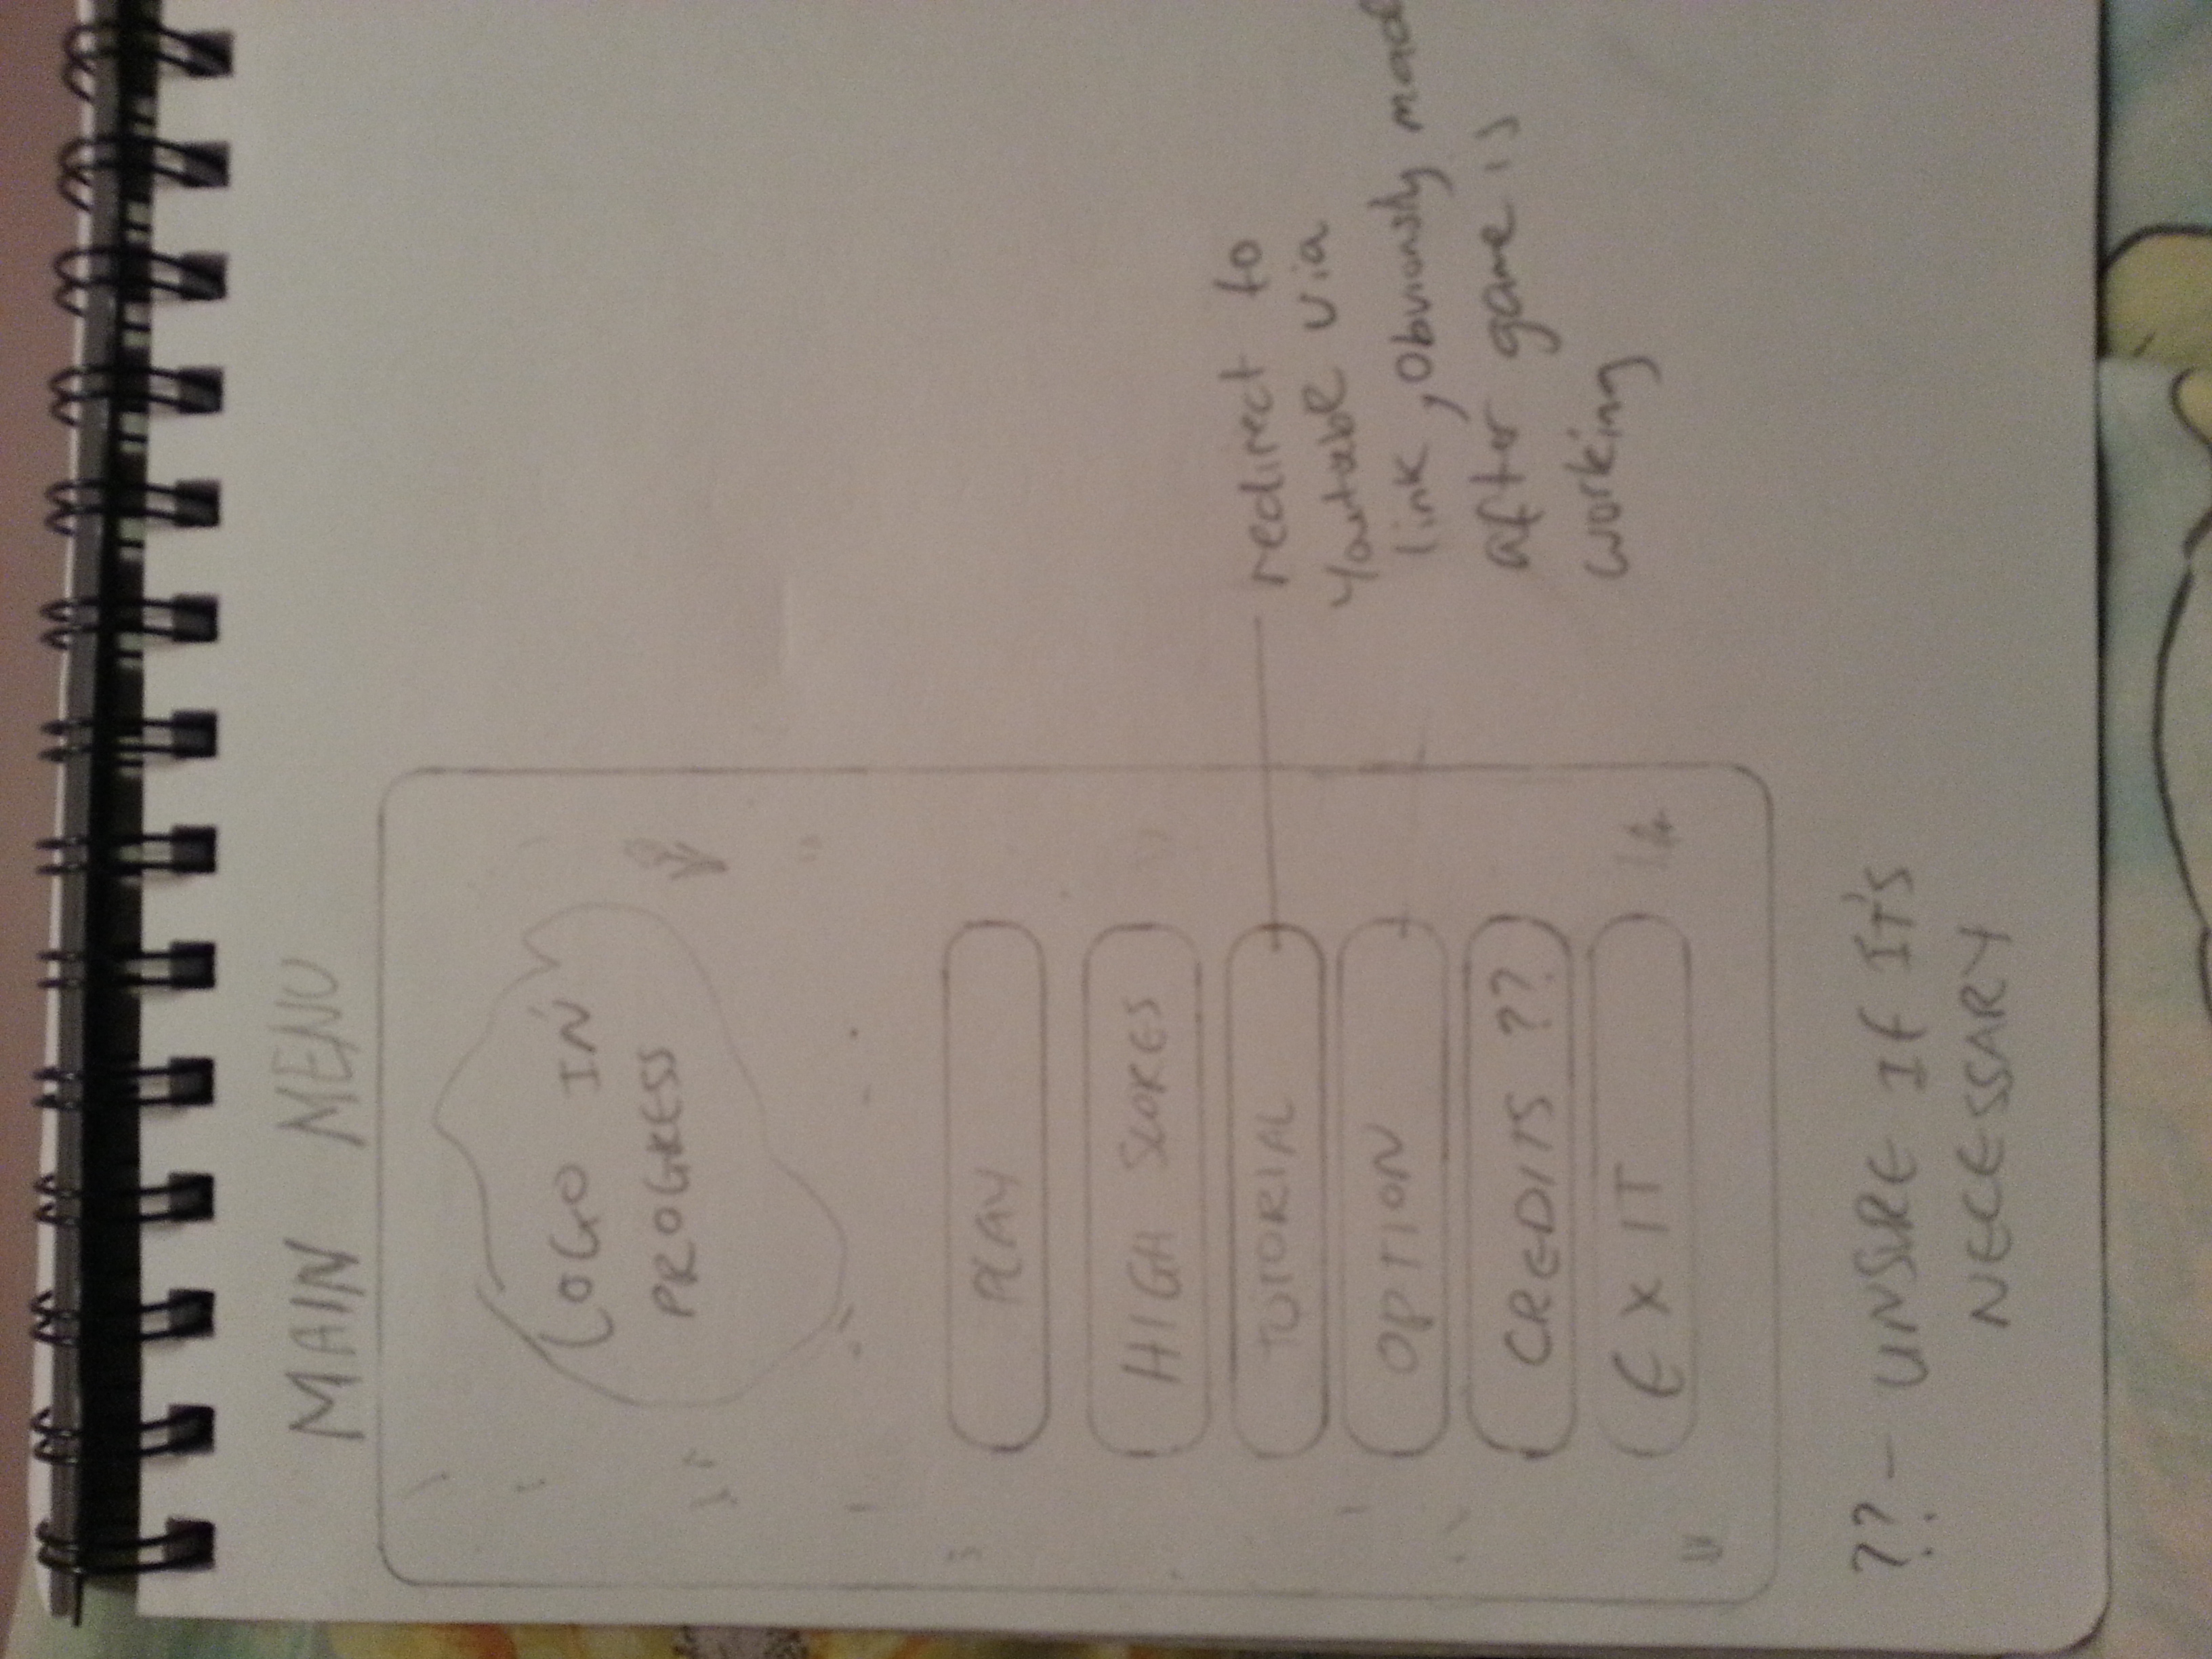 MAIN MENU
LOGO IN
PROGRESS
PLAY
HIGH SCORES
TUTORIAL
OPTION
CREDITS ??
EXIT
redirect to
Youtube via
link, Obviously mad
after game is
working
?? - UNSURE IF IT'S
NECESSARY